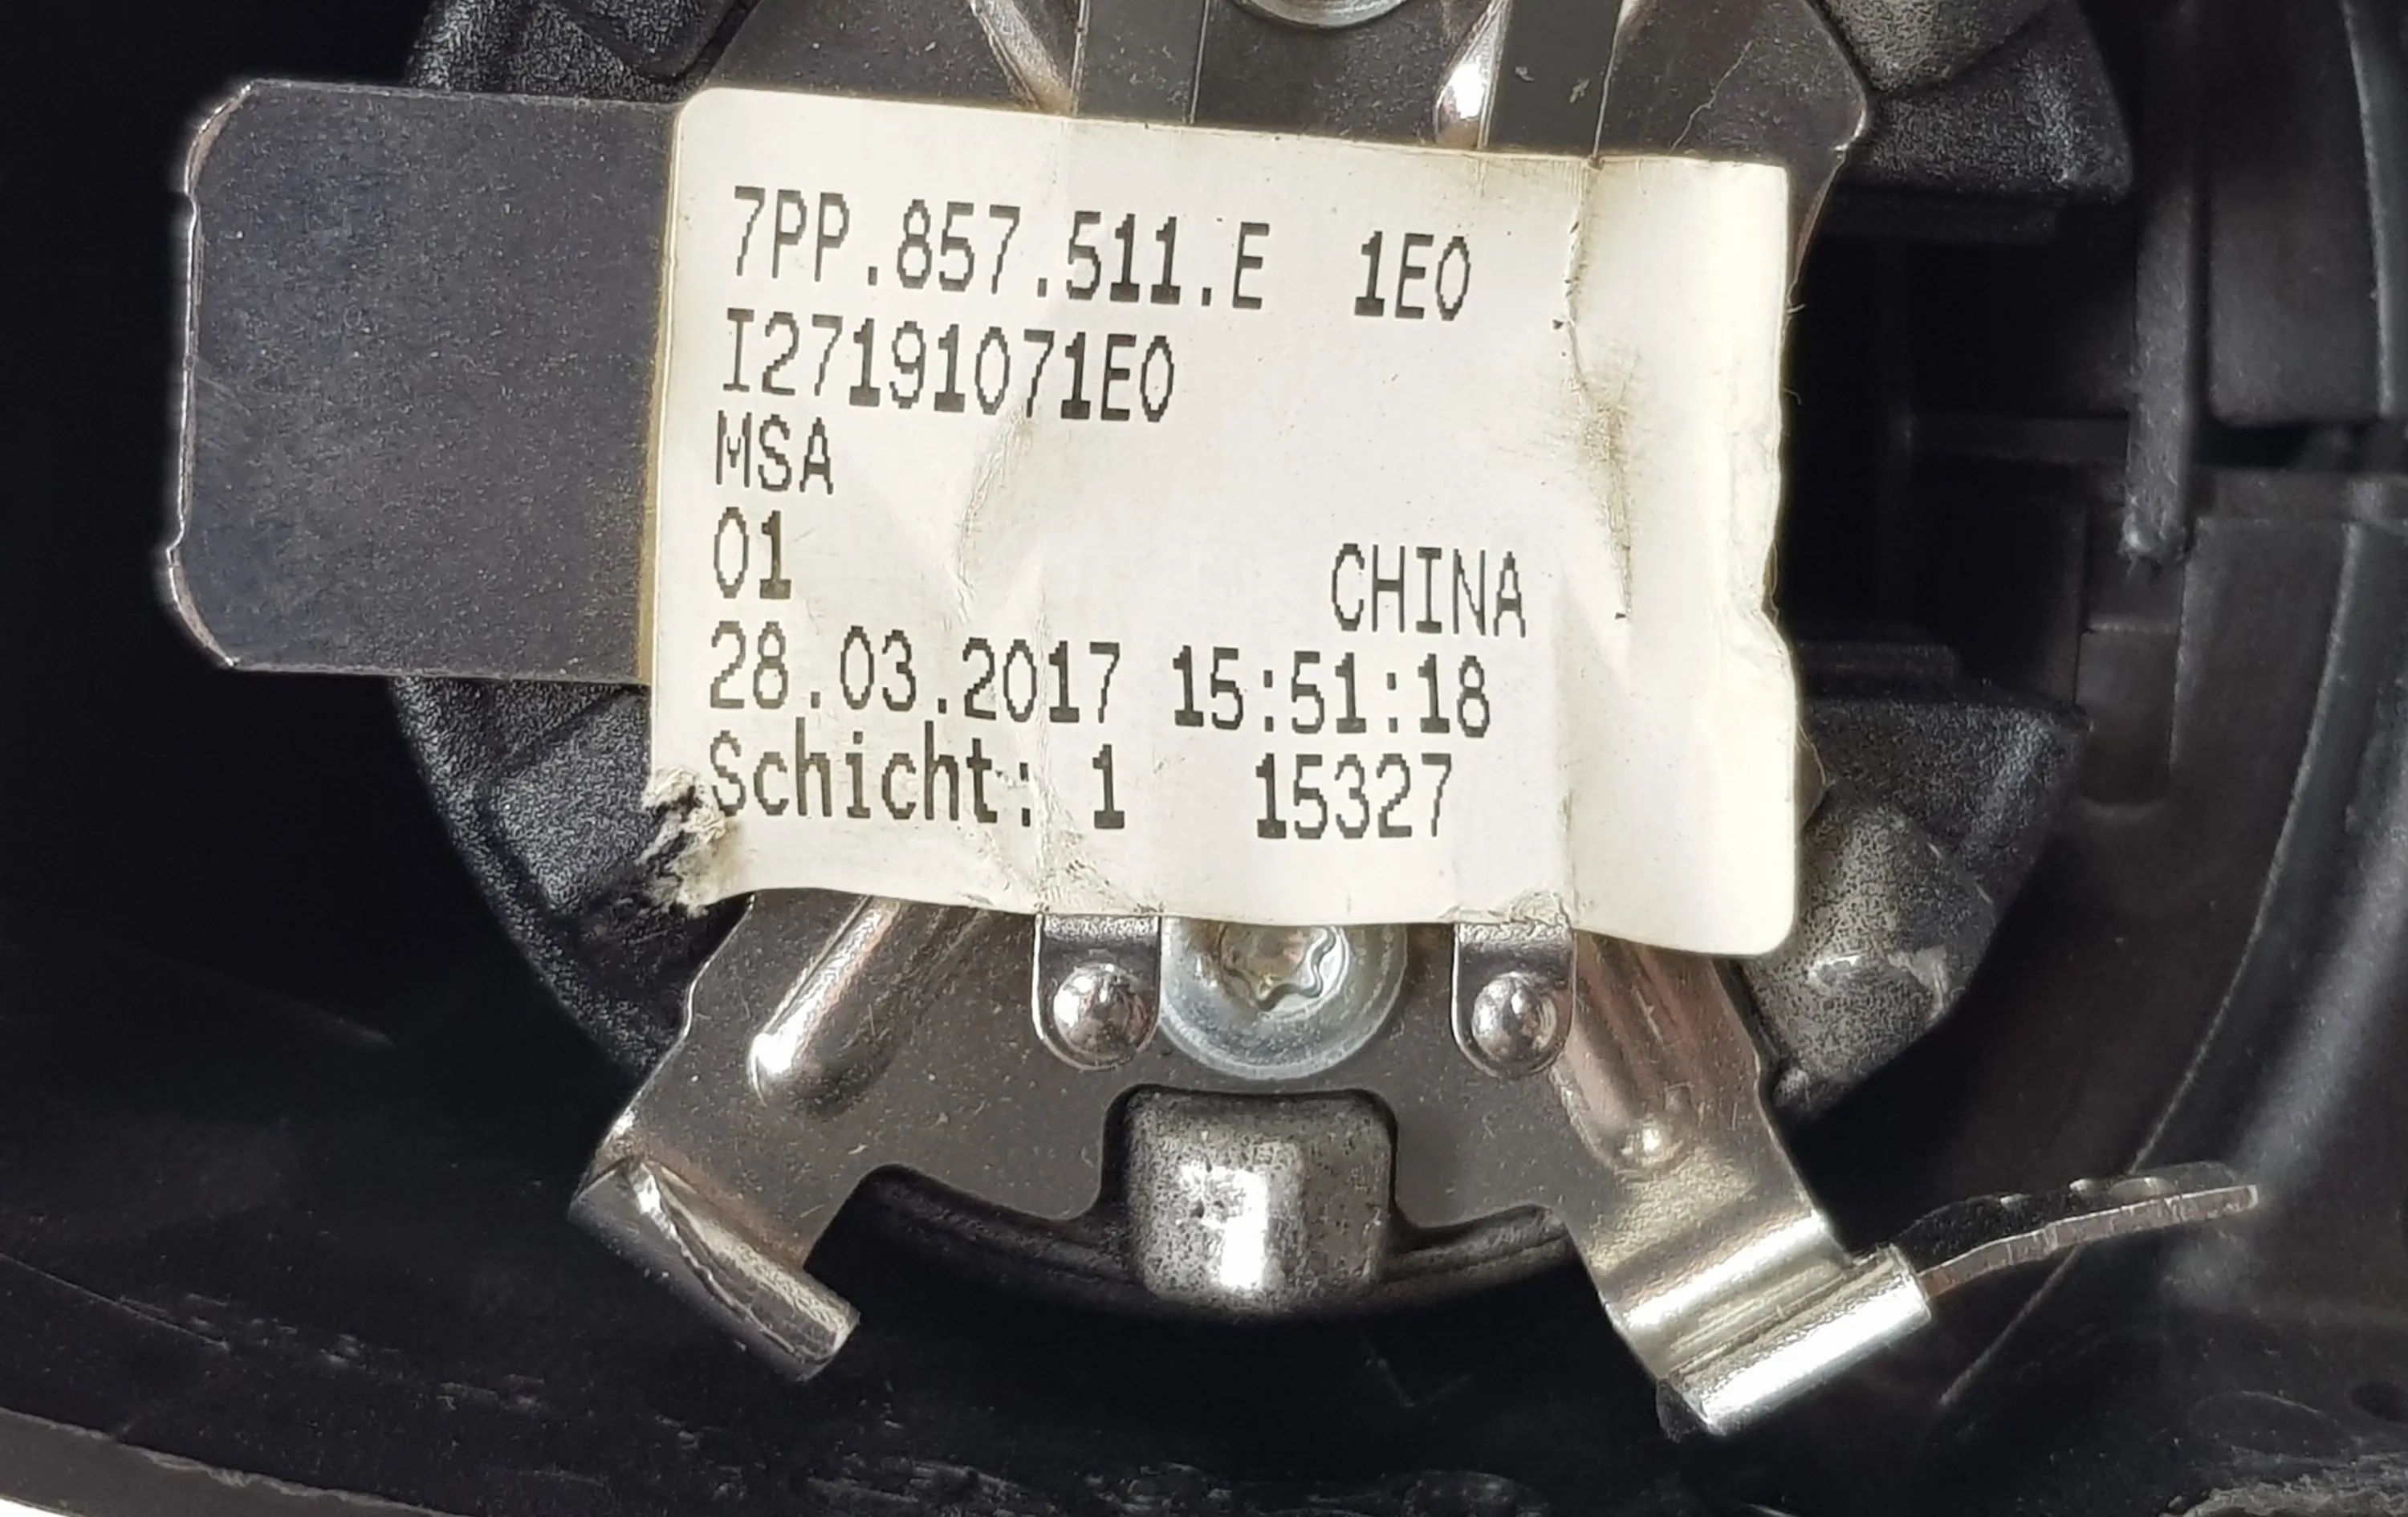 7PP.857.511.E 1E0
I27191071E0
MSA
01 CHINA
28.03.2017 15:51:18
Schicht: 1 15327